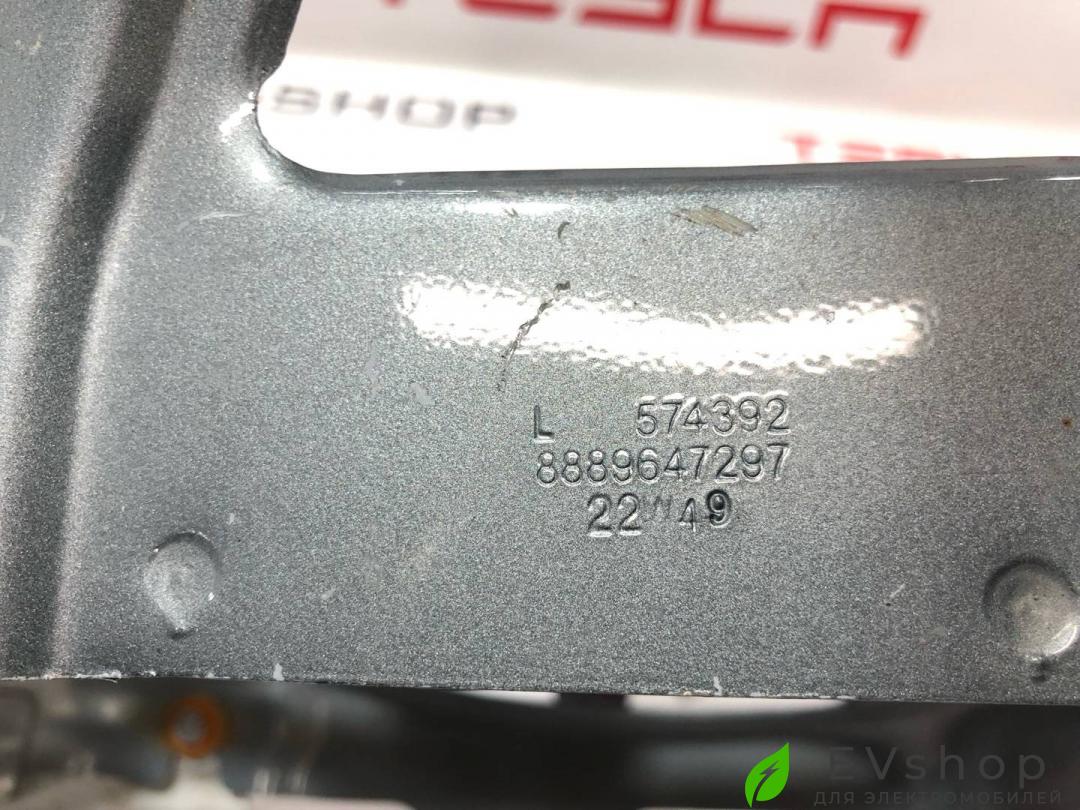 TESLA
SHOP
L 574392
8889647297
22 49
EVshop
ДЛЯ ЭЛЕКТРОМОБИЛЕЙ